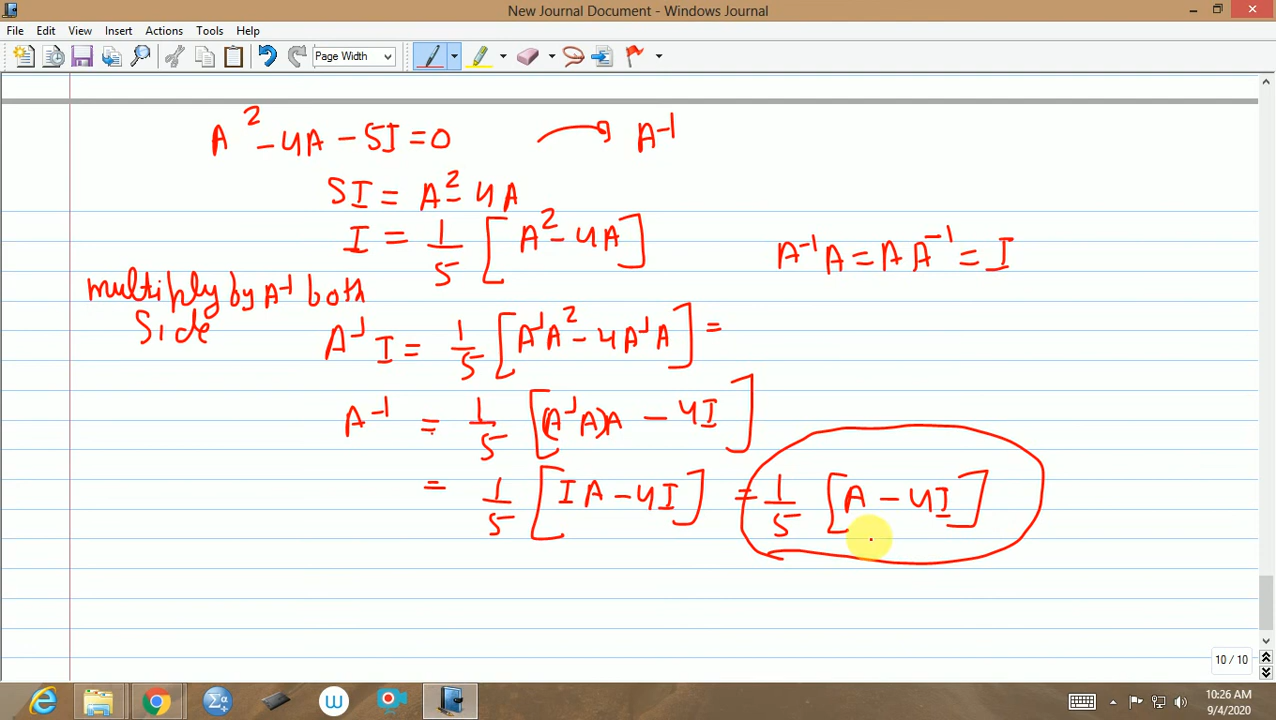 New Journal Document - Windows Journal
File Edit View Insert Actions Tools Help
Page Width
A² - 4A - 5I = 0 → A⁻¹
5I = A² - 4A
I = 1/5 [A² - 4A]
A⁻¹A = AA⁻¹ = I
multiply by A⁻¹ both
Side
A⁻¹I = 1/5 [A⁻¹A² - 4A⁻¹A] =
A⁻¹ = 1/5 [(A⁻¹A)A - 4I]
= 1/5 [IA - 4I] = 1/5 [A - 4I]
10 / 10
10:26 AM
9/4/2020